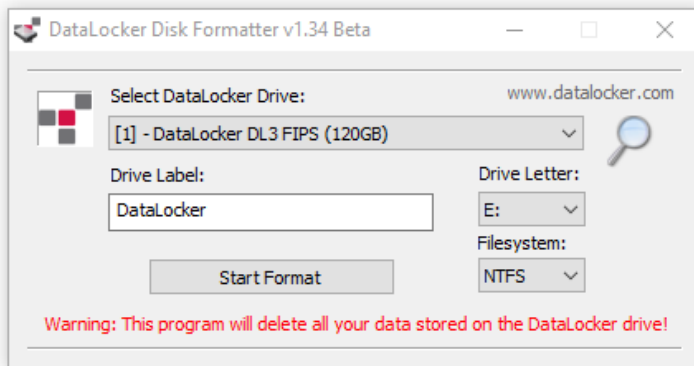 DataLocker Disk Formatter v1.34 Beta
Select DataLocker Drive:
www.datalocker.com
[1] - DataLocker DL3 FIPS (120GB)
Drive Label:
Drive Letter:
DataLocker
E:
Filesystem:
Start Format
NTFS
Warning: This program will delete all your data stored on the DataLocker drive!